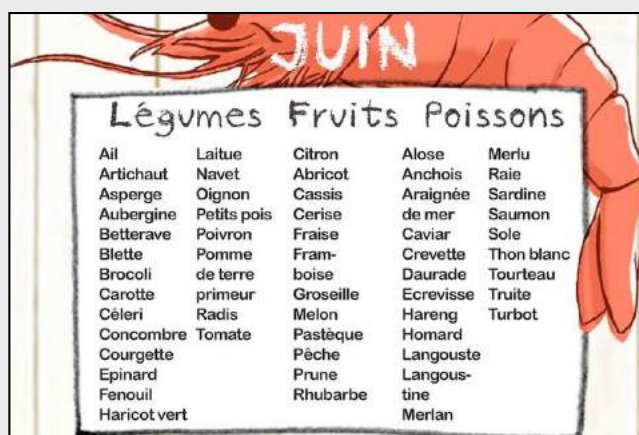 JUIN
Légumes Fruits Poissons
Ail
Artichaut
Asperge
Aubergine
Betterave
Blette
Brocoli
Carotte
Céleri
Concombre
Courgette
Epinard
Fenouil
Haricot vert
Laitue
Navet
Oignon
Petits pois
Poivron
Pomme
de terre
primeur
Radis
Tomate
Citron
Abricot
Cassis
Cerise
Fraise
Fram-
boise
Groseille
Melon
Pastèque
Pêche
Prune
Rhubarbe
Alose
Anchois
Araignée
de mer
Caviar
Crevette
Daurade
Ecrevisse
Hareng
Homard
Langouste
Langous-
tine
Merlan
Merlu
Raie
Sardine
Saumon
Sole
Thon blanc
Tourteau
Truite
Turbot